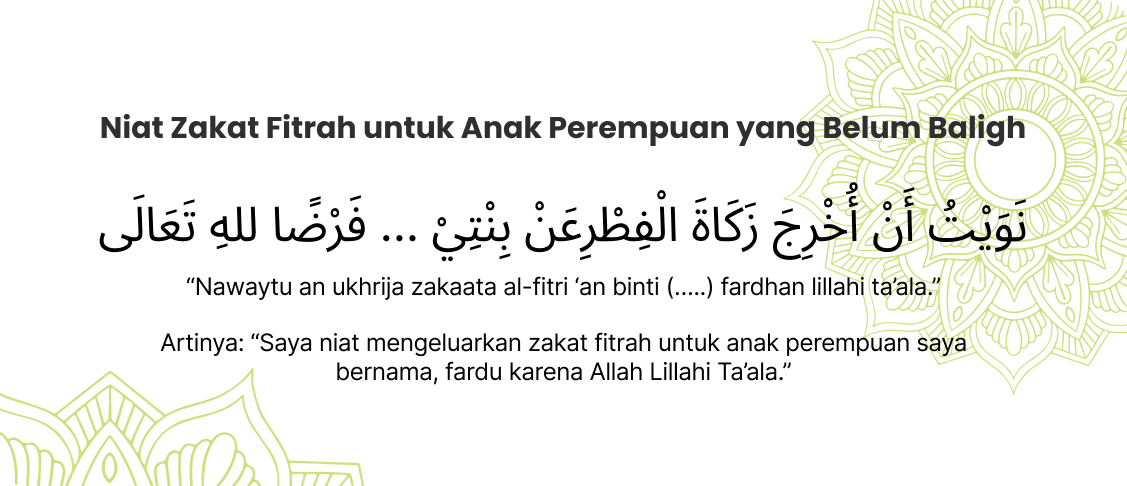 Niat Zakat Fitrah untuk Anak Perempuan yang Belum Baligh
نَوَيْتُ أَنْ أُخْرِجَ زَكَاةَ الْفِطْرِعَنْ بِنْتِيْ ... فَرْضًا للهِ تَعَالَى
“Nawaytu an ukhrija zakaata al-fitri ‘an binti (.....) fardhan lillahi ta’ala.”
Artinya: “Saya niat mengeluarkan zakat fitrah untuk anak perempuan saya
bernama, fardu karena Allah Lillahi Ta’ala.”